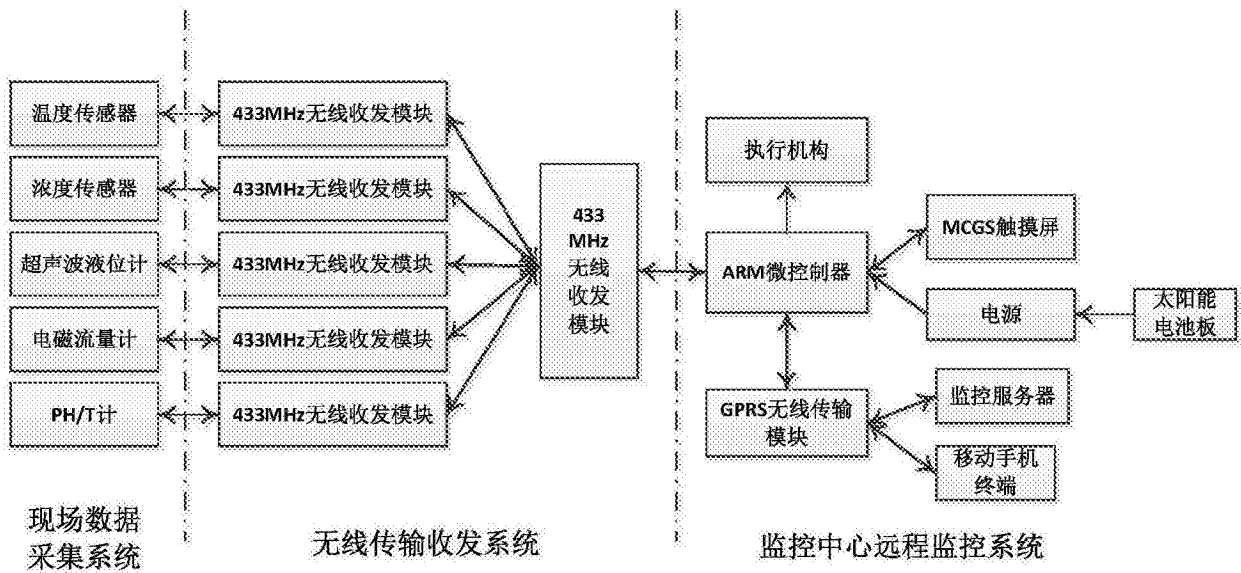 温度传感器
浓度传感器
超声波液位计
电磁流量计
PH/T计
现场数据
采集系统
433MHz无线收发模块
433MHz无线收发模块
433MHz无线收发模块
433MHz无线收发模块
433MHz无线收发模块
433
MHz
无线
收发
模块
无线传输收发系统
执行机构
ARM微控制器
GPRS无线传输
模块
MCGS触摸屏
电源
太阳能
电池板
监控服务器
移动手机
终端
监控中心远程监控系统